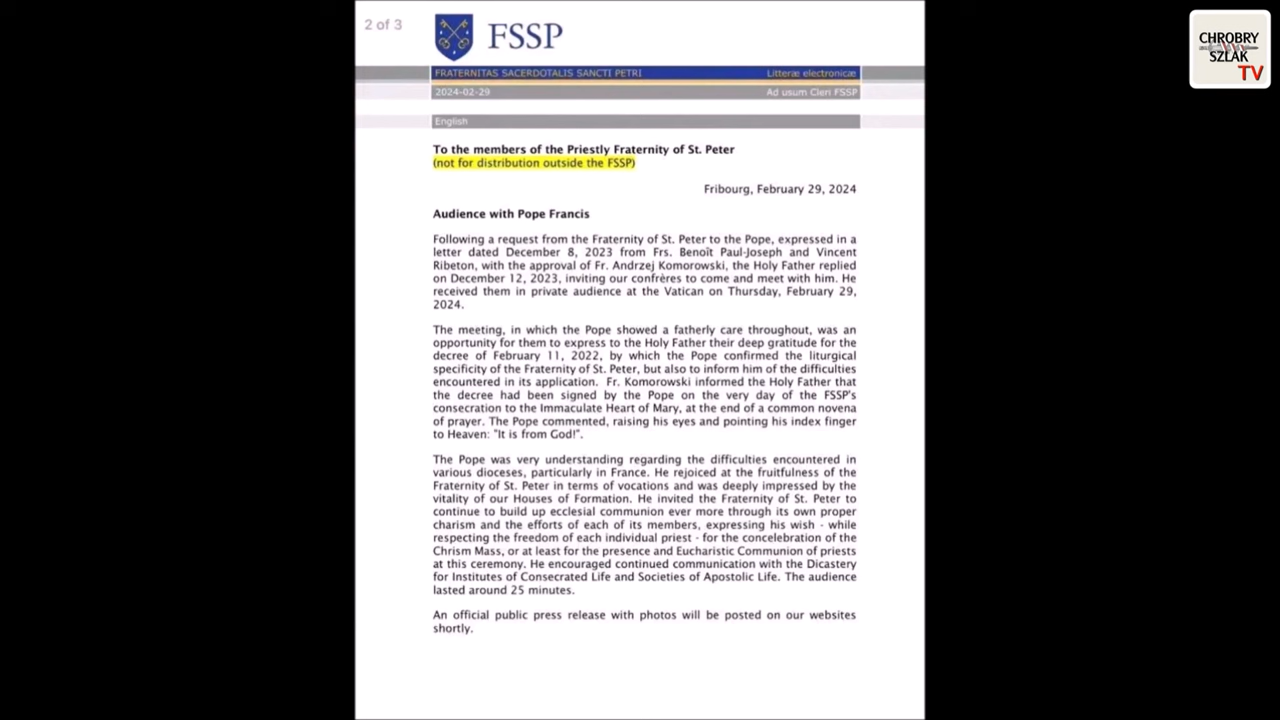 2 of 3
FSSP
CHROBRY
SZLAK
TV
FRATERNITAS SACERDOTALIS SANCTI PETRI Litteræ electronicæ
2024-02-29 Ad usum Cleri FSSP
English
To the members of the Priestly Fraternity of St. Peter
(not for distribution outside the FSSP)
Fribourg, February 29, 2024
Audience with Pope Francis
Following a request from the Fraternity of St. Peter to the Pope, expressed in a
letter dated December 8, 2023 from Frs. Benoît Paul-Joseph and Vincent
Ribeton, with the approval of Fr. Andrzej Komorowski, the Holy Father replied
on December 12, 2023, inviting our confrères to come and meet with him. He
received them in private audience at the Vatican on Thursday, February 29,
2024.
The meeting, in which the Pope showed a fatherly care throughout, was an
opportunity for them to express to the Holy Father their deep gratitude for the
decree of February 11, 2022, by which the Pope confirmed the liturgical
specificity of the Fraternity of St. Peter, but also to inform him of the difficulties
encountered in its application. Fr. Komorowski informed the Holy Father that
the decree had been signed by the Pope on the very day of the FSSP's
consecration to the Immaculate Heart of Mary, at the end of a common novena
of prayer. The Pope commented, raising his eyes and pointing his index finger
to Heaven: "It is from God!".
The Pope was very understanding regarding the difficulties encountered in
various dioceses, particularly in France. He rejoiced at the fruitfulness of the
Fraternity of St. Peter in terms of vocations and was deeply impressed by the
vitality of our Houses of Formation. He invited the Fraternity of St. Peter to
continue to build up ecclesial communion ever more through its own proper
charism and the efforts of each of its members, expressing his wish - while
respecting the freedom of each individual priest - for the concelebration of the
Chrism Mass, or at least for the presence and Eucharistic Communion of priests
at this ceremony. He encouraged continued communication with the Dicastery
for Institutes of Consecrated Life and Societies of Apostolic Life. The audience
lasted around 25 minutes.
An official public press release with photos will be posted on our websites
shortly.